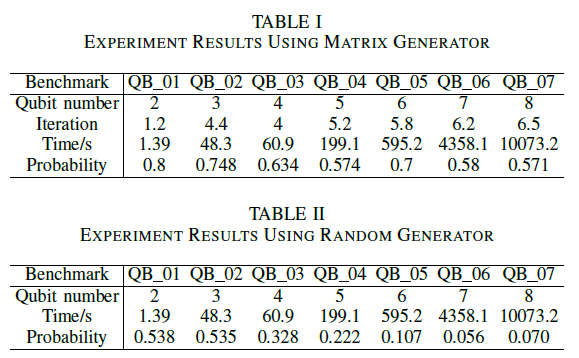 TABLE I
EXPERIMENT RESULTS USING MATRIX GENERATOR
Benchmark QB_01 QB_02 QB_03 QB_04 QB_05 QB_06 QB_07
Qubit number 2 3 4 5 6 7 8
Iteration 1.2 4.4 4 5.2 5.8 6.2 6.5
Time/s 1.39 48.3 60.9 199.1 595.2 4358.1 10073.2
Probability 0.8 0.748 0.634 0.574 0.7 0.58 0.571
TABLE II
EXPERIMENT RESULTS USING RANDOM GENERATOR
Benchmark QB_01 QB_02 QB_03 QB_04 QB_05 QB_06 QB_07
Qubit number 2 3 4 5 6 7 8
Time/s 1.39 48.3 60.9 199.1 595.2 4358.1 10073.2
Probability 0.538 0.535 0.328 0.222 0.107 0.056 0.070